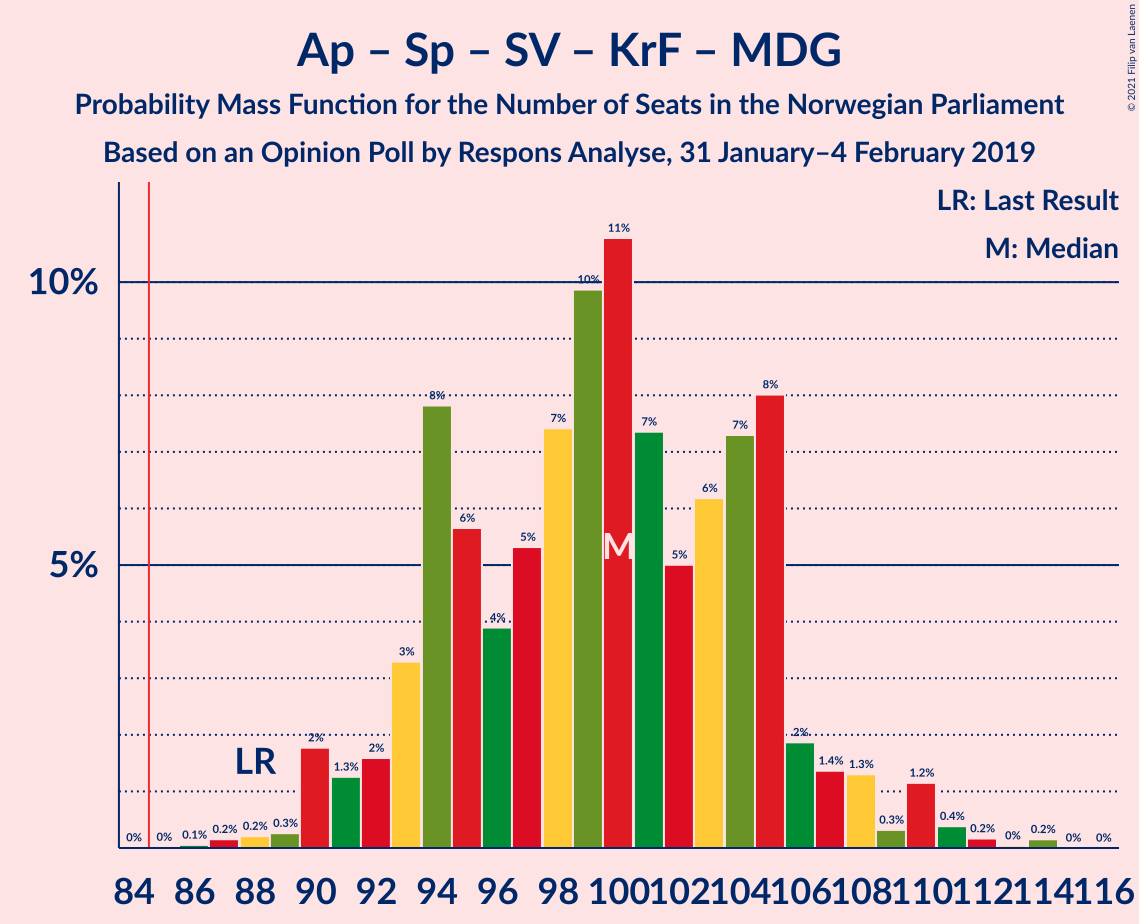 Ap – Sp – SV – KrF – MDG
Probability Mass Function for the Number of Seats in the Norwegian Parliament
Based on an Opinion Poll by Respons Analyse, 31 January–4 February 2019
© 2021 Filip van Laenen
LR: Last Result
M: Median
10%
5%
0% 0% 0.1% 0.2% 0.2% 0.3% 2% 1.3% 2% 3% 8% 6% 4% 5% 7% 10% 11% 7% 5% 6% 7% 8% 2% 1.4% 1.3% 0.3% 1.2% 0.4% 0.2% 0% 0.2% 0% 0%
LR
M
84 86 88 90 92 94 96 98 100 102 104 106 108 110 112 114 116